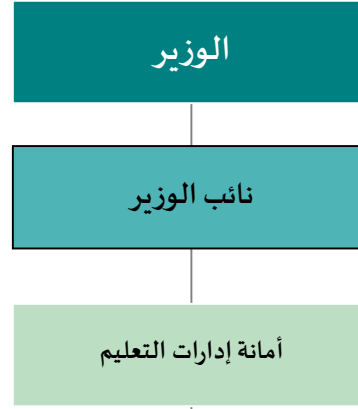 الوزير
نائب الوزير
أمانة إدارات التعليم